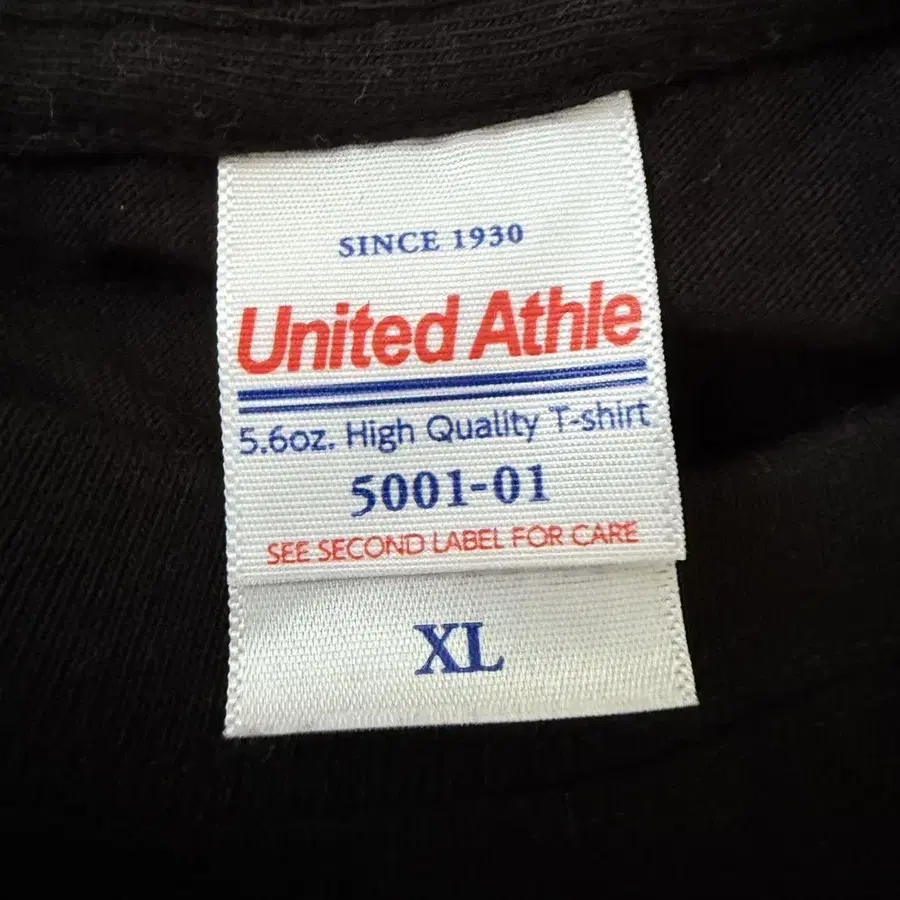 SINCE 1930
United Athle
5.6oz. High Quality T-shirt
5001-01
SEE SECOND LABEL FOR CARE
XL